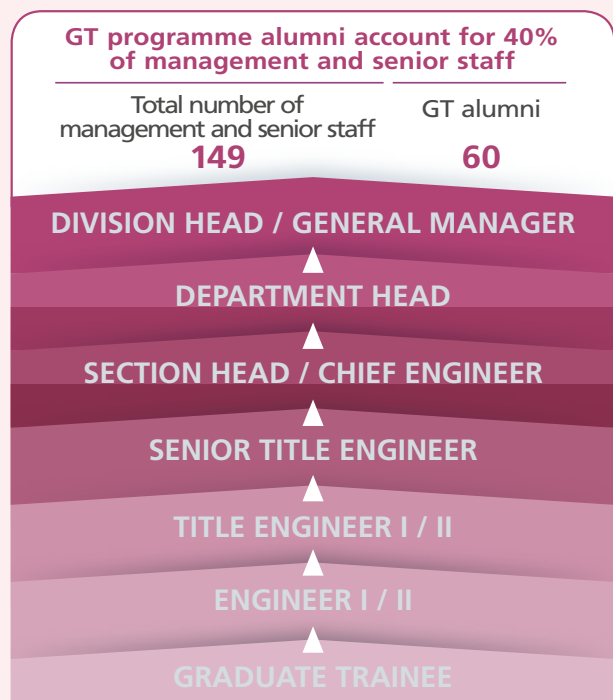 GT programme alumni account for 40%
of management and senior staff
Total number of
management and senior staff
149
GT alumni
60
DIVISION HEAD / GENERAL MANAGER
DEPARTMENT HEAD
SECTION HEAD / CHIEF ENGINEER
SENIOR TITLE ENGINEER
TITLE ENGINEER I / II
ENGINEER I / II
GRADUATE TRAINEE